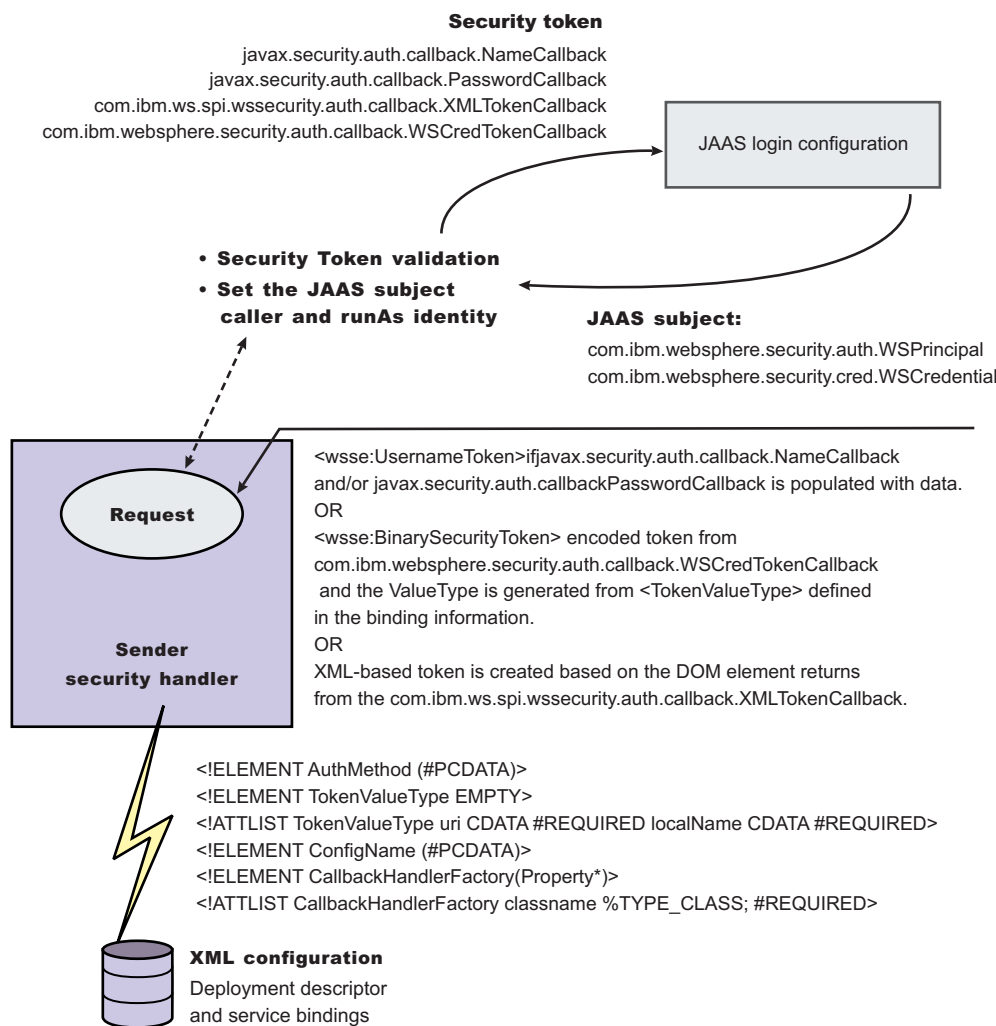 Security token
javax.security.auth.callback.NameCallback
javax.security.auth.callback.PasswordCallback
com.ibm.ws.spi.wssecurity.auth.callback.XMLTokenCallback
com.ibm.websphere.security.auth.callback.WSCredTokenCallback
JAAS login configuration
• Security Token validation
• Set the JAAS subject
caller and runAs identity
JAAS subject:
com.ibm.websphere.security.auth.WSPrincipal
com.ibm.websphere.security.cred.WSCredential
Request
Sender
security handler
<wsse:UsernameToken>ifjavax.security.auth.callback.NameCallback
and/or javax.security.auth.callbackPasswordCallback is populated with data.
OR
<wsse:BinarySecurityToken> encoded token from
com.ibm.websphere.security.auth.callback.WSCredTokenCallback
and the ValueType is generated from <TokenValueType> defined
in the binding information.
OR
XML-based token is created based on the DOM element returns
from the com.ibm.ws.spi.wssecurity.auth.callback.XMLTokenCallback.
<!ELEMENT AuthMethod (#PCDATA)>
<!ELEMENT TokenValueType EMPTY>
<!ATTLIST TokenValueType uri CDATA #REQUIRED localName CDATA #REQUIRED>
<!ELEMENT ConfigName (#PCDATA)>
<!ELEMENT CallbackHandlerFactory(Property*)>
<!ATTLIST CallbackHandlerFactory classname %TYPE_CLASS; #REQUIRED>
XML configuration
Deployment descriptor
and service bindings